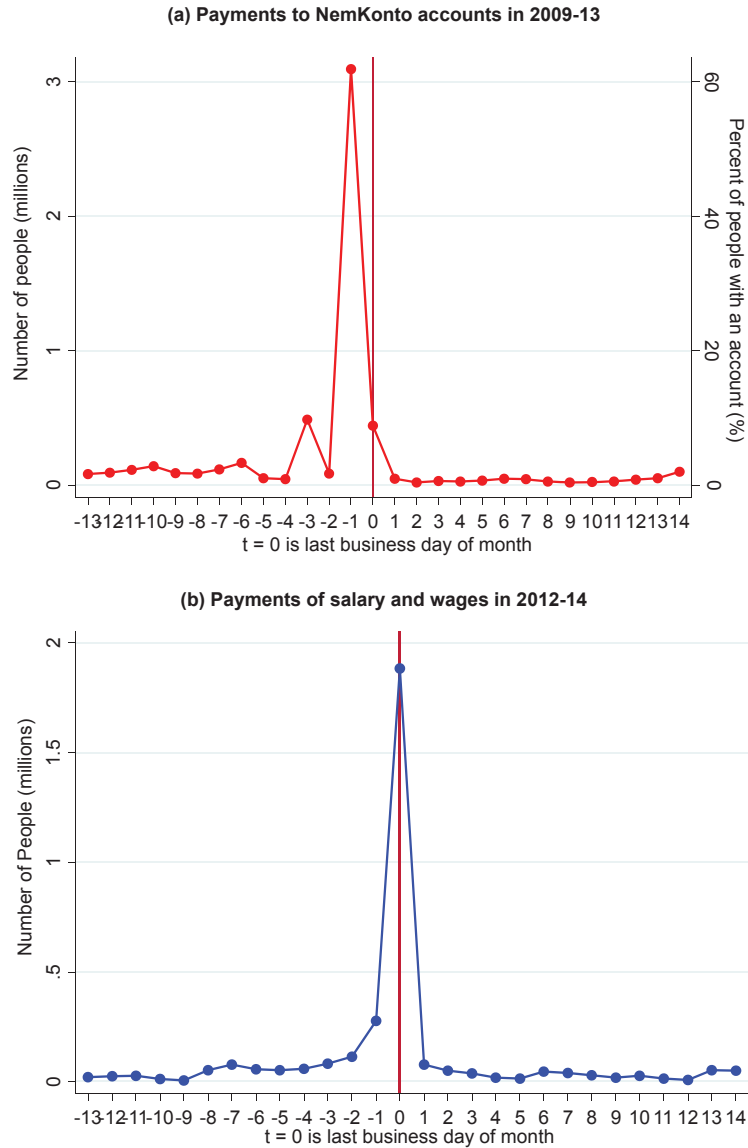 (a) Payments to NemKonto accounts in 2009-13
Number of people (millions)
3
2
1
0
60
40
20
0
Percent of people with an account (%)
-13 -12 -11 -10 -9 -8 -7 -6 -5 -4 -3 -2 -1 0 1 2 3 4 5 6 7 8 9 10 11 12 13 14
t = 0 is last business day of month
(b) Payments of salary and wages in 2012-14
Number of People (millions)
2
1.5
1
.5
0
-13 -12 -11 -10 -9 -8 -7 -6 -5 -4 -3 -2 -1 0 1 2 3 4 5 6 7 8 9 10 11 12 13 14
t = 0 is last business day of month